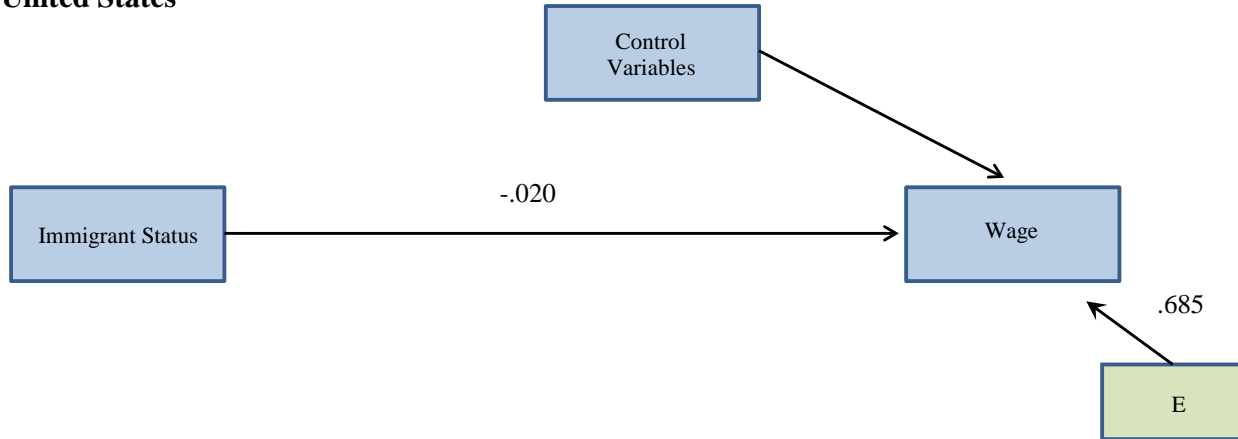 United States
Control
Variables
-.020
Immigrant Status
Wage
.685
E